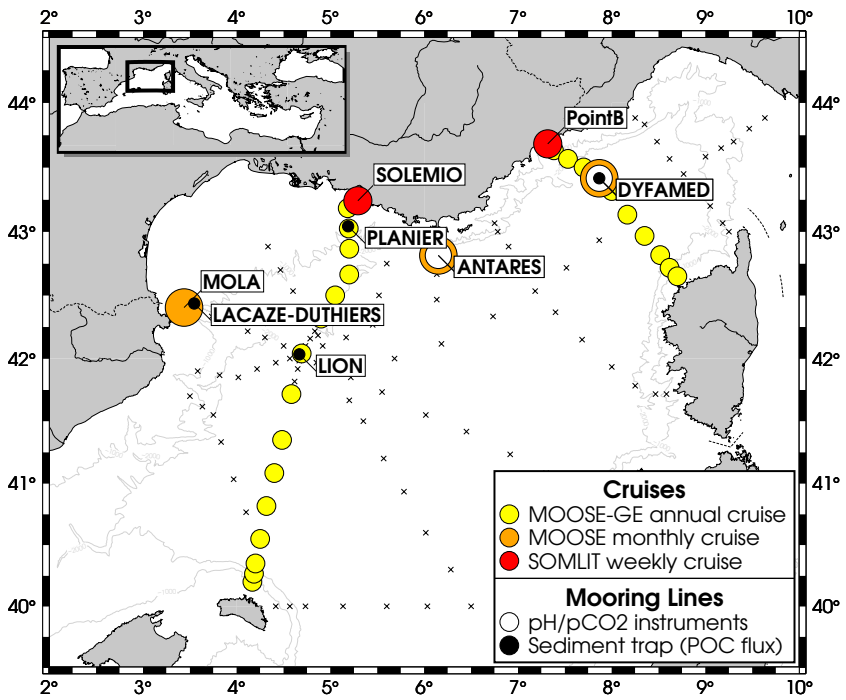 2° 3° 4° 5° 6° 7° 8° 9° 10°
44°
44°
PointB
SOLEMIO
DYFAMED
43°
43°
PLANIER
ANTARES
MOLA
LACAZE-DUTHIERS
42°
42°
LION
41°
41°
Cruises
MOOSE-GE annual cruise
MOOSE monthly cruise
SOMLIT weekly cruise
40°
40°
Mooring Lines
pH/pCO2 instruments
Sediment trap (POC flux)
2° 3° 4° 5° 6° 7° 8° 9° 10°